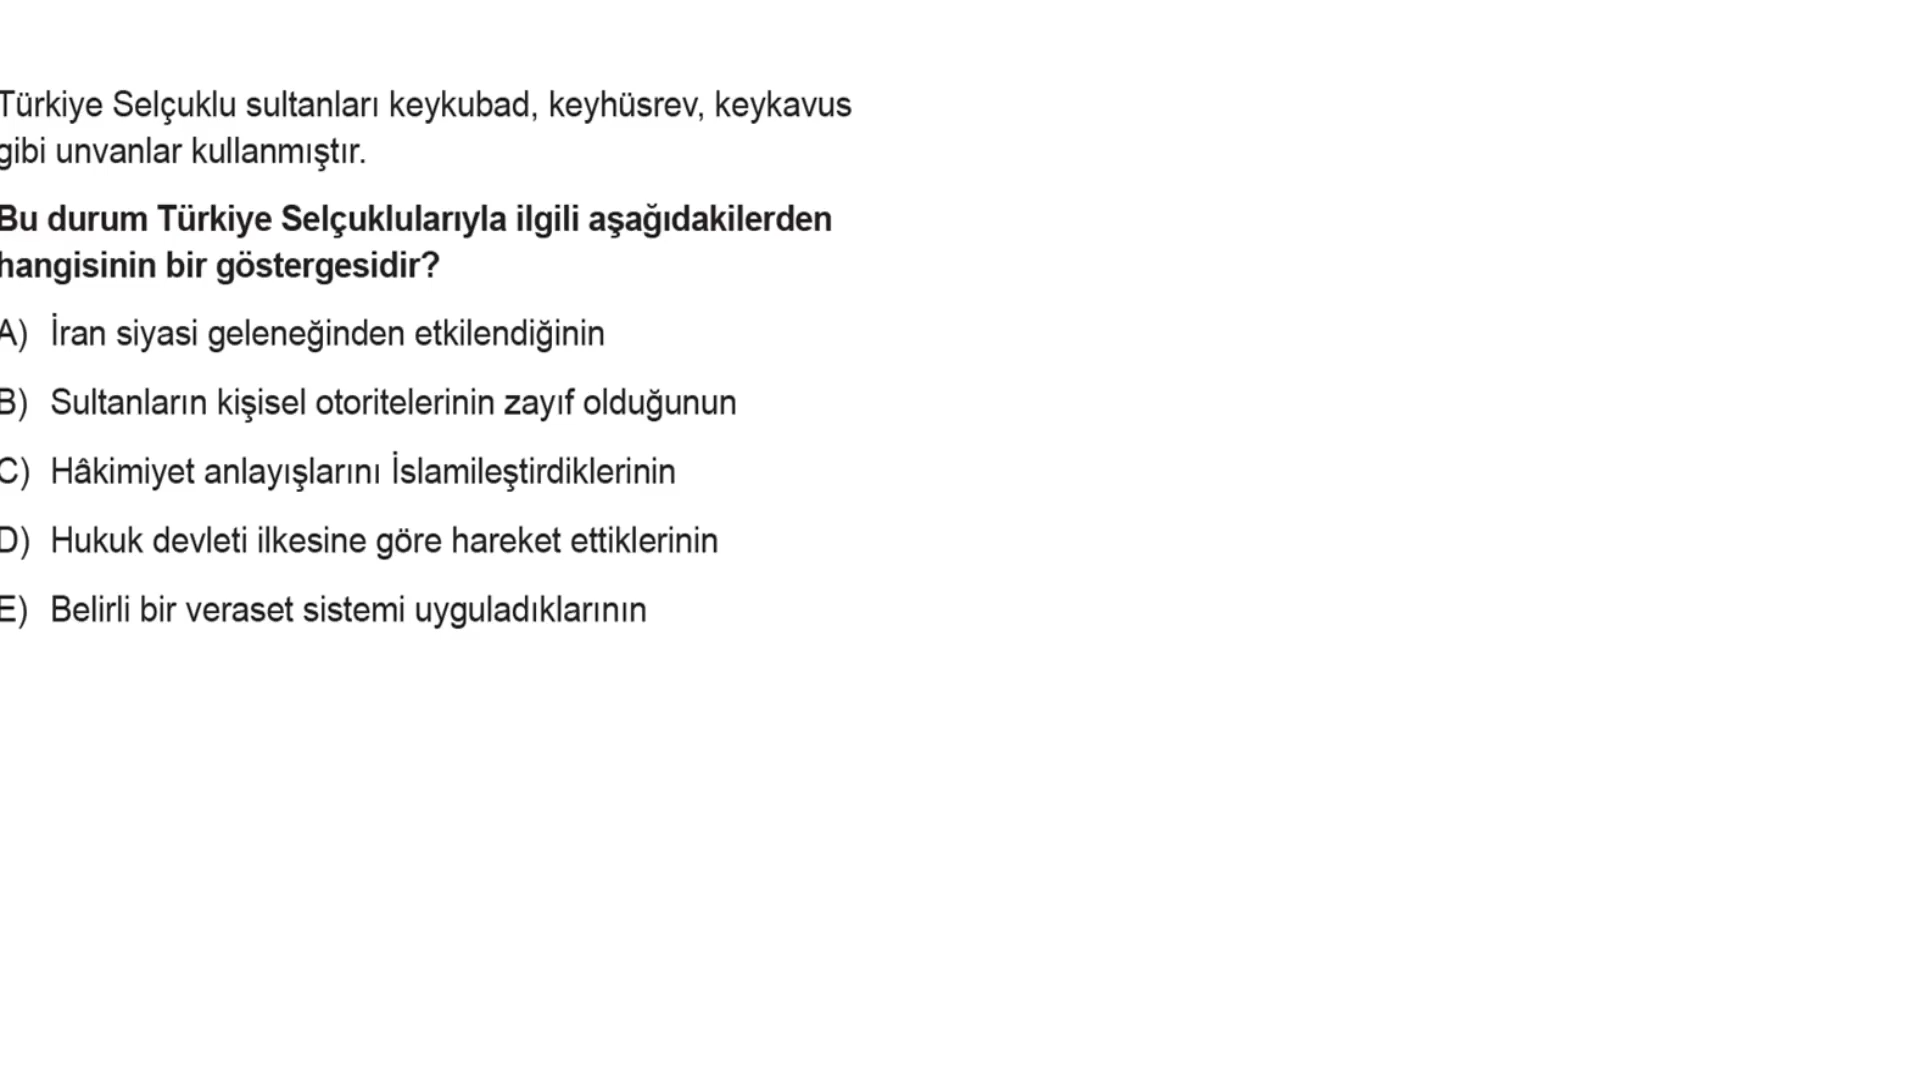 Türkiye Selçuklu sultanları keykubad, keyhüsrev, keykavus
gibi unvanlar kullanmıştır.
Bu durum Türkiye Selçuklularıyla ilgili aşağıdakilerden
hangisinin bir göstergesidir?
A) İran siyasi geleneğinden etkilendiğinin
B) Sultanların kişisel otoritelerinin zayıf olduğunun
C) Hâkimiyet anlayışlarını İslamileştirdiklerinin
D) Hukuk devleti ilkesine göre hareket ettiklerinin
E) Belirli bir veraset sistemi uyguladıklarının